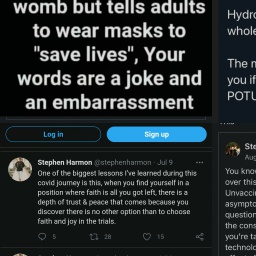 womb but tells adults
to wear masks to
"save lives", Your
words are a joke and
an embarrassment
Log in
Sign up
Stephen Harmon @stephenharmon · Jul 9
One of the biggest lessons I've learned during this
covid journey is this, when you find yourself in a
position where faith is all you got left, there is a
depth of trust & peace that comes because you
discover there is no other option than to choose
faith and joy in the trials.
5
28
15
Hydro
whole
The m
you if
POTU
Ste
Aug
You know
over this
Unvaccin
asympto
question
the cons
you're ta
technolo